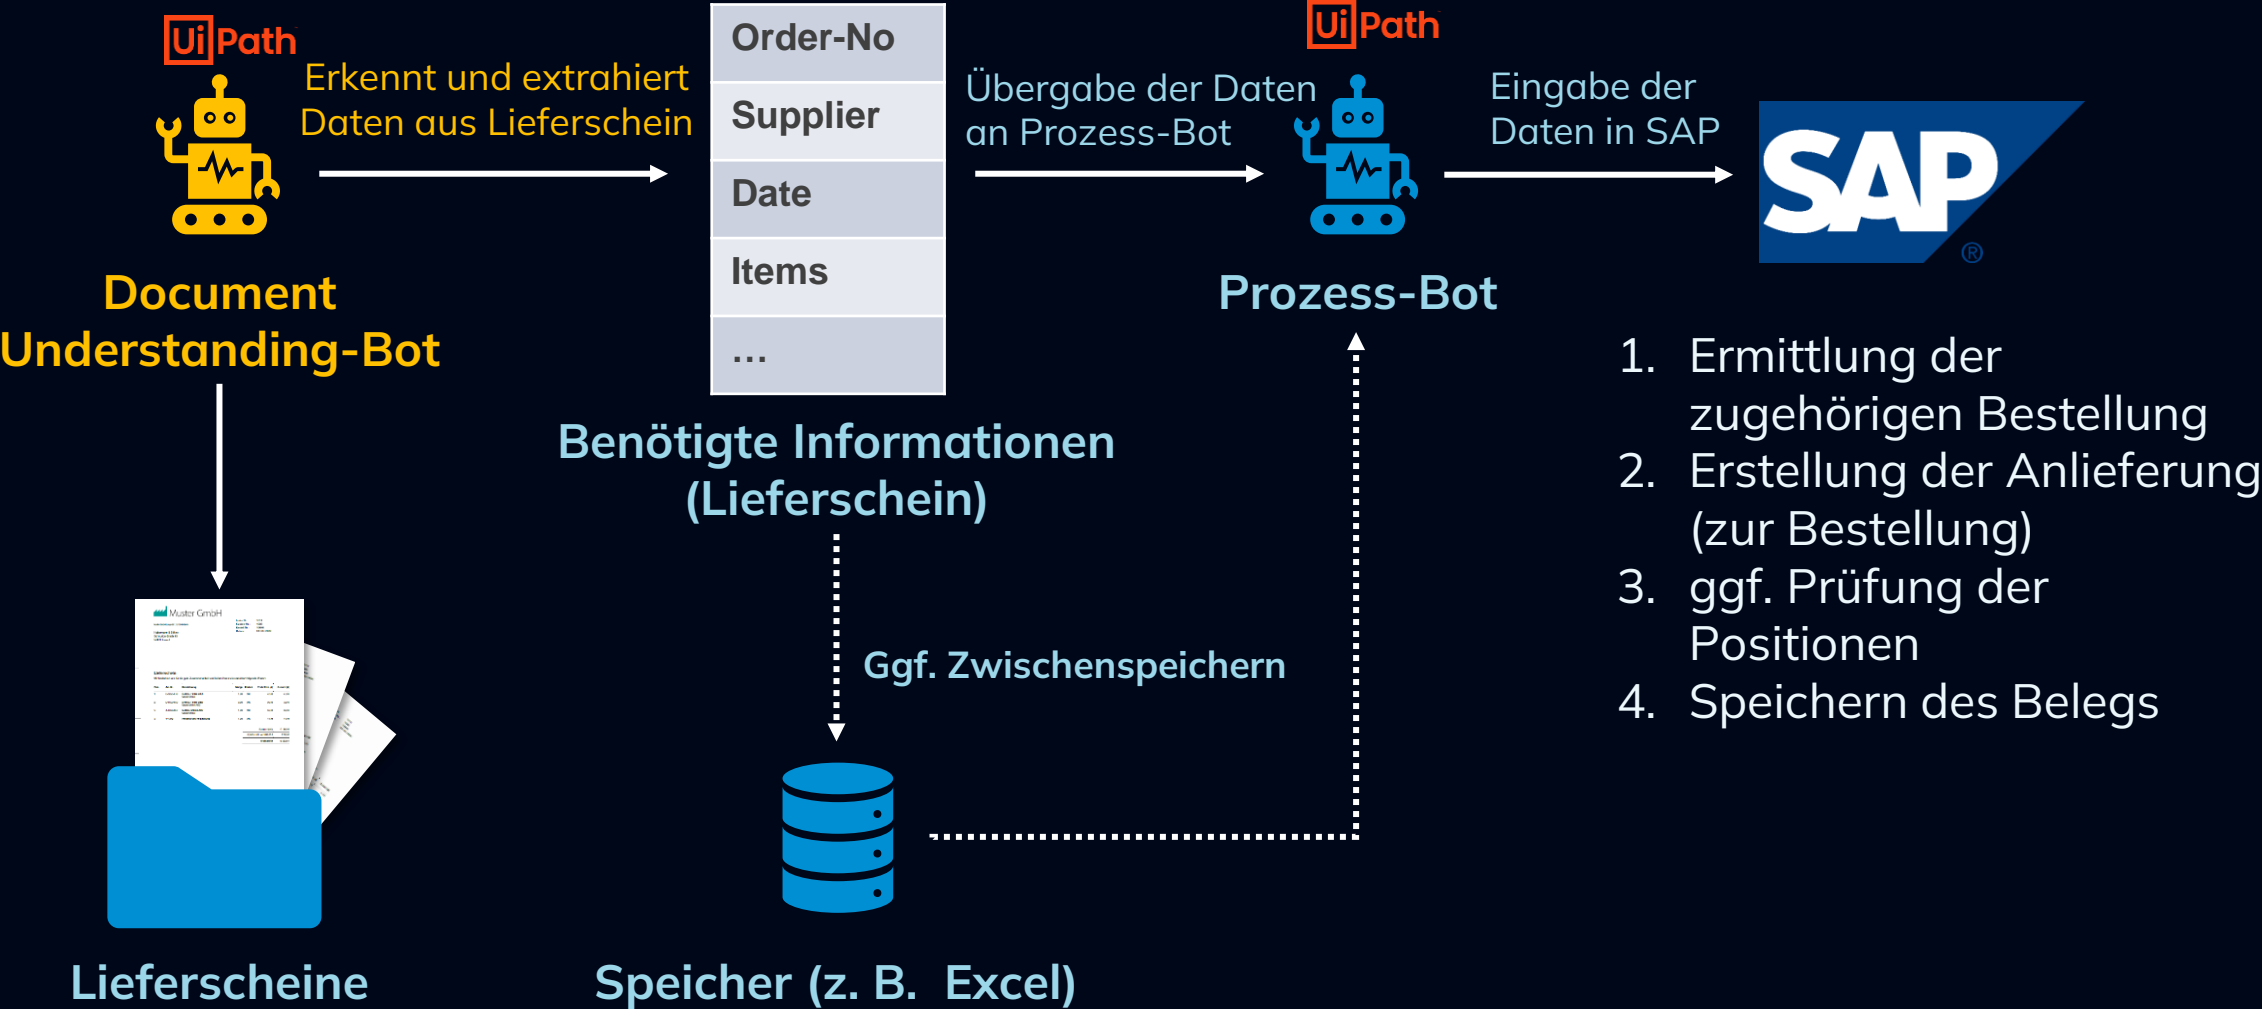 UiPath
Erkennt und extrahiert
Daten aus Lieferschein
Document
Understanding-Bot
Order-No
Supplier
Date
Items
…
Benötigte Informationen
(Lieferschein)
Übergabe der Daten
an Prozess-Bot
UiPath
Prozess-Bot
Eingabe der
Daten in SAP
SAP
®
1. Ermittlung der
zugehörigen Bestellung
2. Erstellung der Anlieferung
(zur Bestellung)
3. ggf. Prüfung der
Positionen
4. Speichern des Belegs
Ggf. Zwischenspeichern
Muster GmbH
Lieferscheine
Speicher (z. B.  Excel)